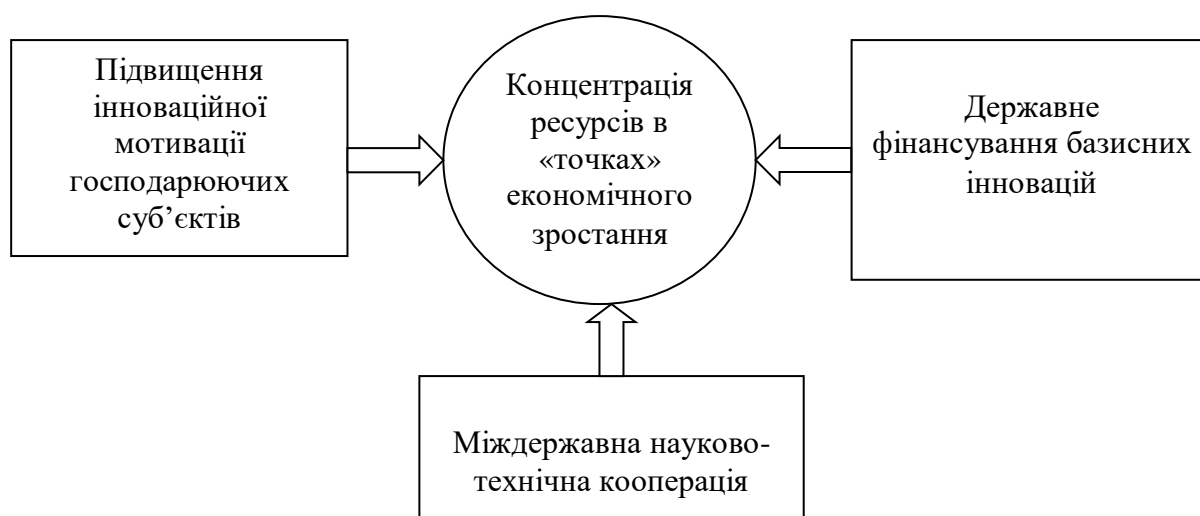 Підвищення
інноваційної
мотивації
господарюючих
суб’єктів
Концентрація
ресурсів в
«точках»
економічного
зростання
Державне
фінансування базисних
інновацій
Міждержавна науково-
технічна кооперація